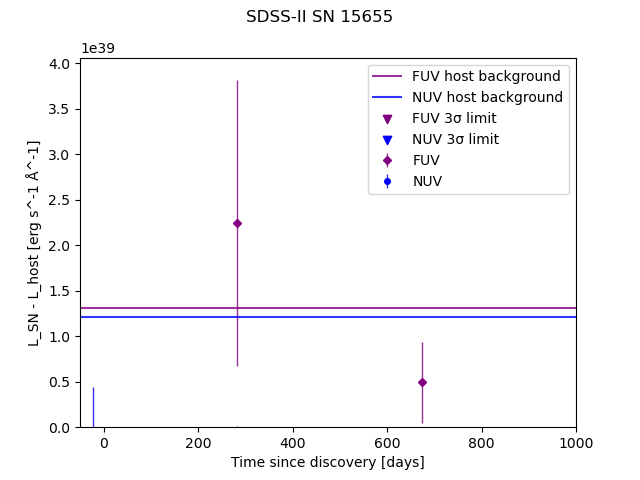 SDSS-II SN 15655
1e39
4.0
3.5
3.0
2.5
2.0
1.5
1.0
0.5
0.0
L_SN - L_host [erg s^-1 Å^-1]
FUV host background
NUV host background
FUV 3σ limit
NUV 3σ limit
FUV
NUV
0 200 400 600 800 1000
Time since discovery [days]